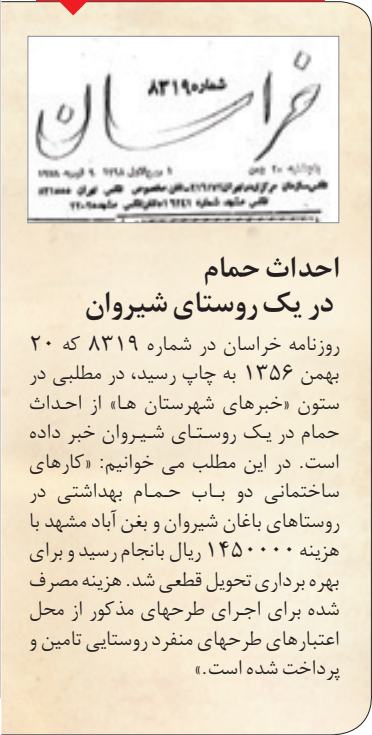 خراسان
شماره ۸۳۱۹
احداث حمام
در یک روستای شیروان
روزنامه خراسان در شماره ۸۳۱۹ که ۲۰
بهمن ۱۳۵۶ به چاپ رسید، در مطلبی در
ستون «خبرهای شهرستان ها» از احداث
حمام در یک روستای شیروان خبر داده
است. در این مطلب می خوانیم: «کارهای
ساختمانی دو باب حمام بهداشتی در
روستاهای باغان شیروان و بغن آباد مشهد با
هزینه ۱۴۵۰۰۰۰ ریال بانجام رسید و برای
بهره برداری تحویل قطعی شد. هزینه مصرف
شده برای اجرای طرحهای مذکور از محل
اعتبارهای طرحهای منفرد روستایی تامین و
پرداخت شده است.»